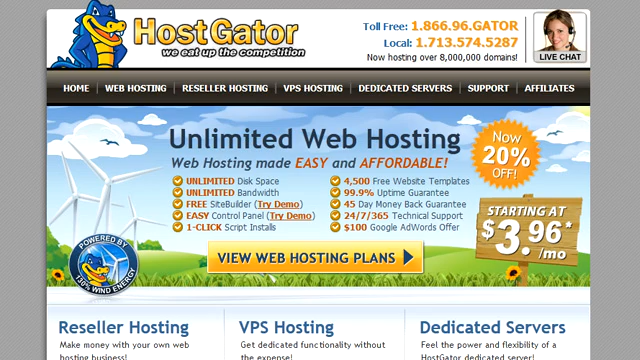 HostGator
we eat up the competition
Toll Free: 1.866.96.GATOR
Local: 1.713.574.5287
Now hosting over 8,000,000 domains!
LIVE CHAT
HOME
WEB HOSTING
RESELLER HOSTING
VPS HOSTING
DEDICATED SERVERS
SUPPORT
AFFILIATES
Unlimited Web Hosting
Web Hosting made EASY and AFFORDABLE!
UNLIMITED Disk Space
UNLIMITED Bandwidth
FREE SiteBuilder (Try Demo)
EASY Control Panel (Try Demo)
1-CLICK Script Installs
4,500 Free Website Templates
99.9% Uptime Guarantee
45 Day Money Back Guarantee
24/7/365 Technical Support
$100 Google AdWords Offer
Now
20%
OFF!
STARTING AT
$3.96*
/mo
VIEW WEB HOSTING PLANS
POWERED BY
130% WIND ENERGY
Reseller Hosting
Make money with your own web
hosting business!
VPS Hosting
Get dedicated functionality without
the expense!
Dedicated Servers
Feel the power and flexibility of a
HostGator dedicated server!